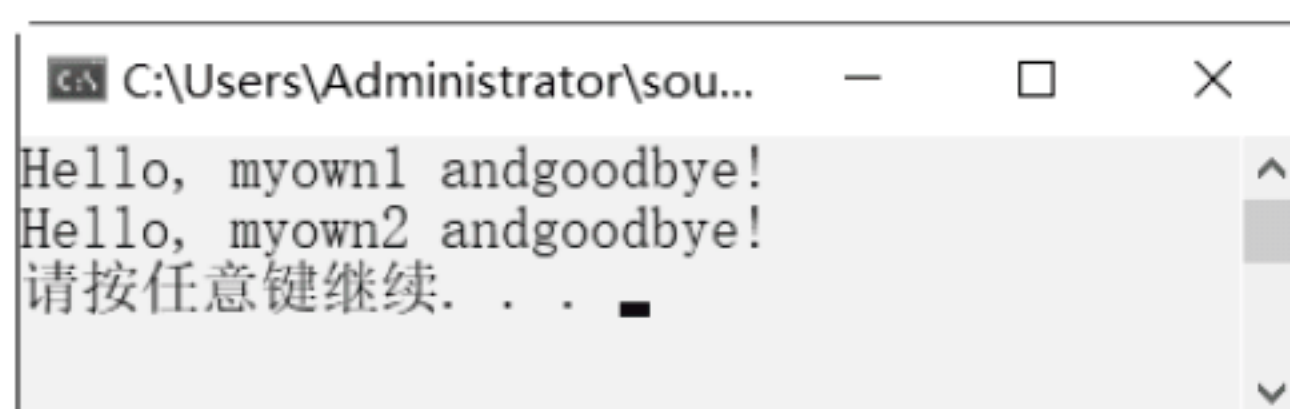 C:\Users\Administrator\sou...
Hello, myown1 andgoodbye!
Hello, myown2 andgoodbye!
请按任意键继续. . .